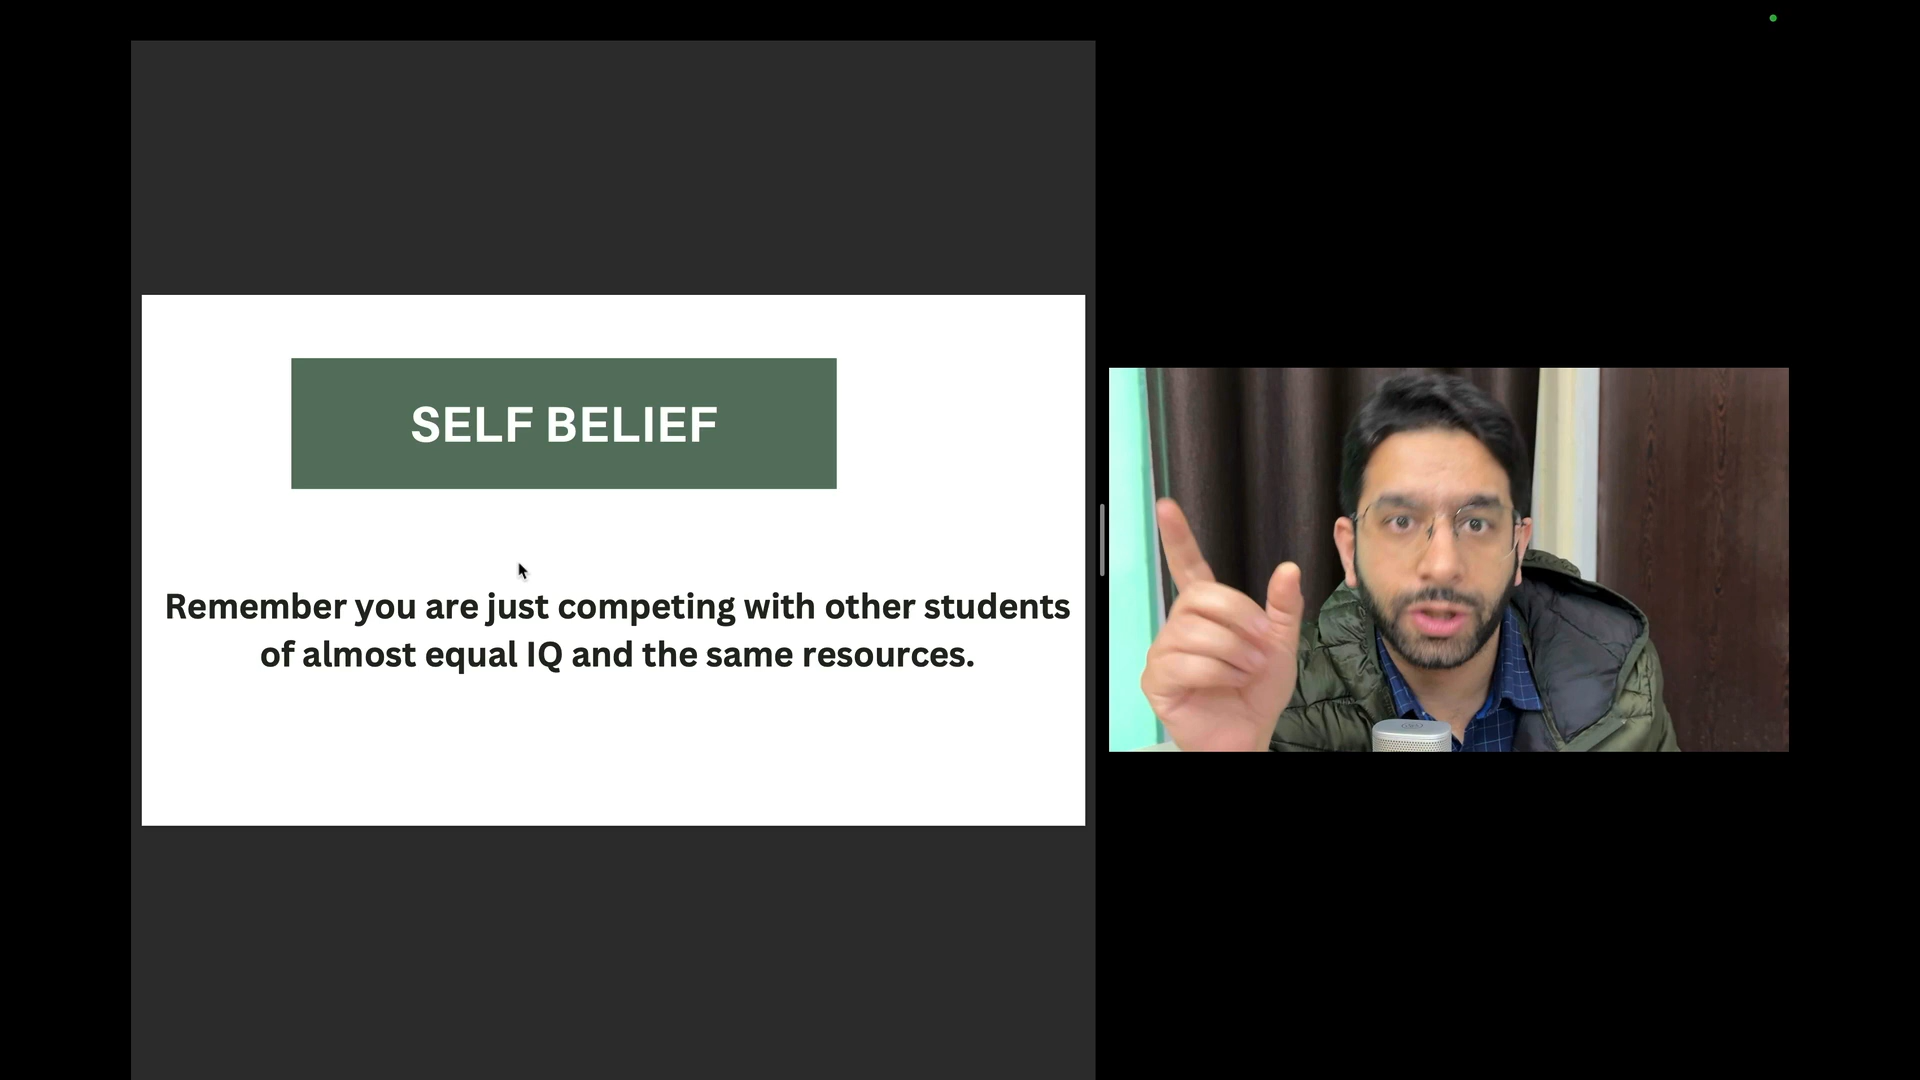 SELF BELIEF
Remember you are just competing with other students
of almost equal IQ and the same resources.